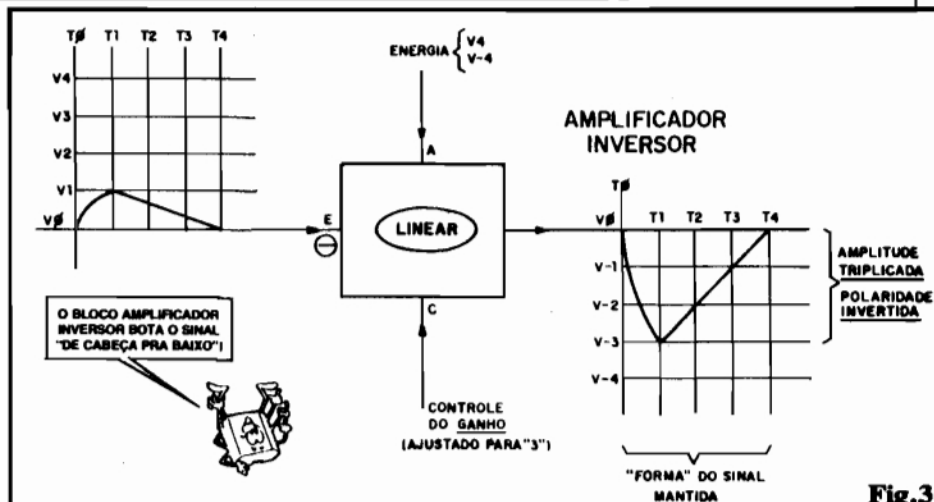 TØ T1 T2 T3 T4
V4
V3
V2
V1
VØ
ENERGIA { V4
V-4
A
E
−
LINEAR
C
CONTROLE
DO GANHO
(AJUSTADO PARA "3")
O BLOCO AMPLIFICADOR
INVERSOR BOTA O SINAL
"DE CABEÇA PRA BAIXO"!
AMPLIFICADOR
INVERSOR
TØ
VØ T1 T2 T3 T4
V-1
V-2
V-3
V-4
AMPLITUDE
TRIPLICADA
POLARIDADE
INVERTIDA
"FORMA" DO SINAL
MANTIDA
Fig.3